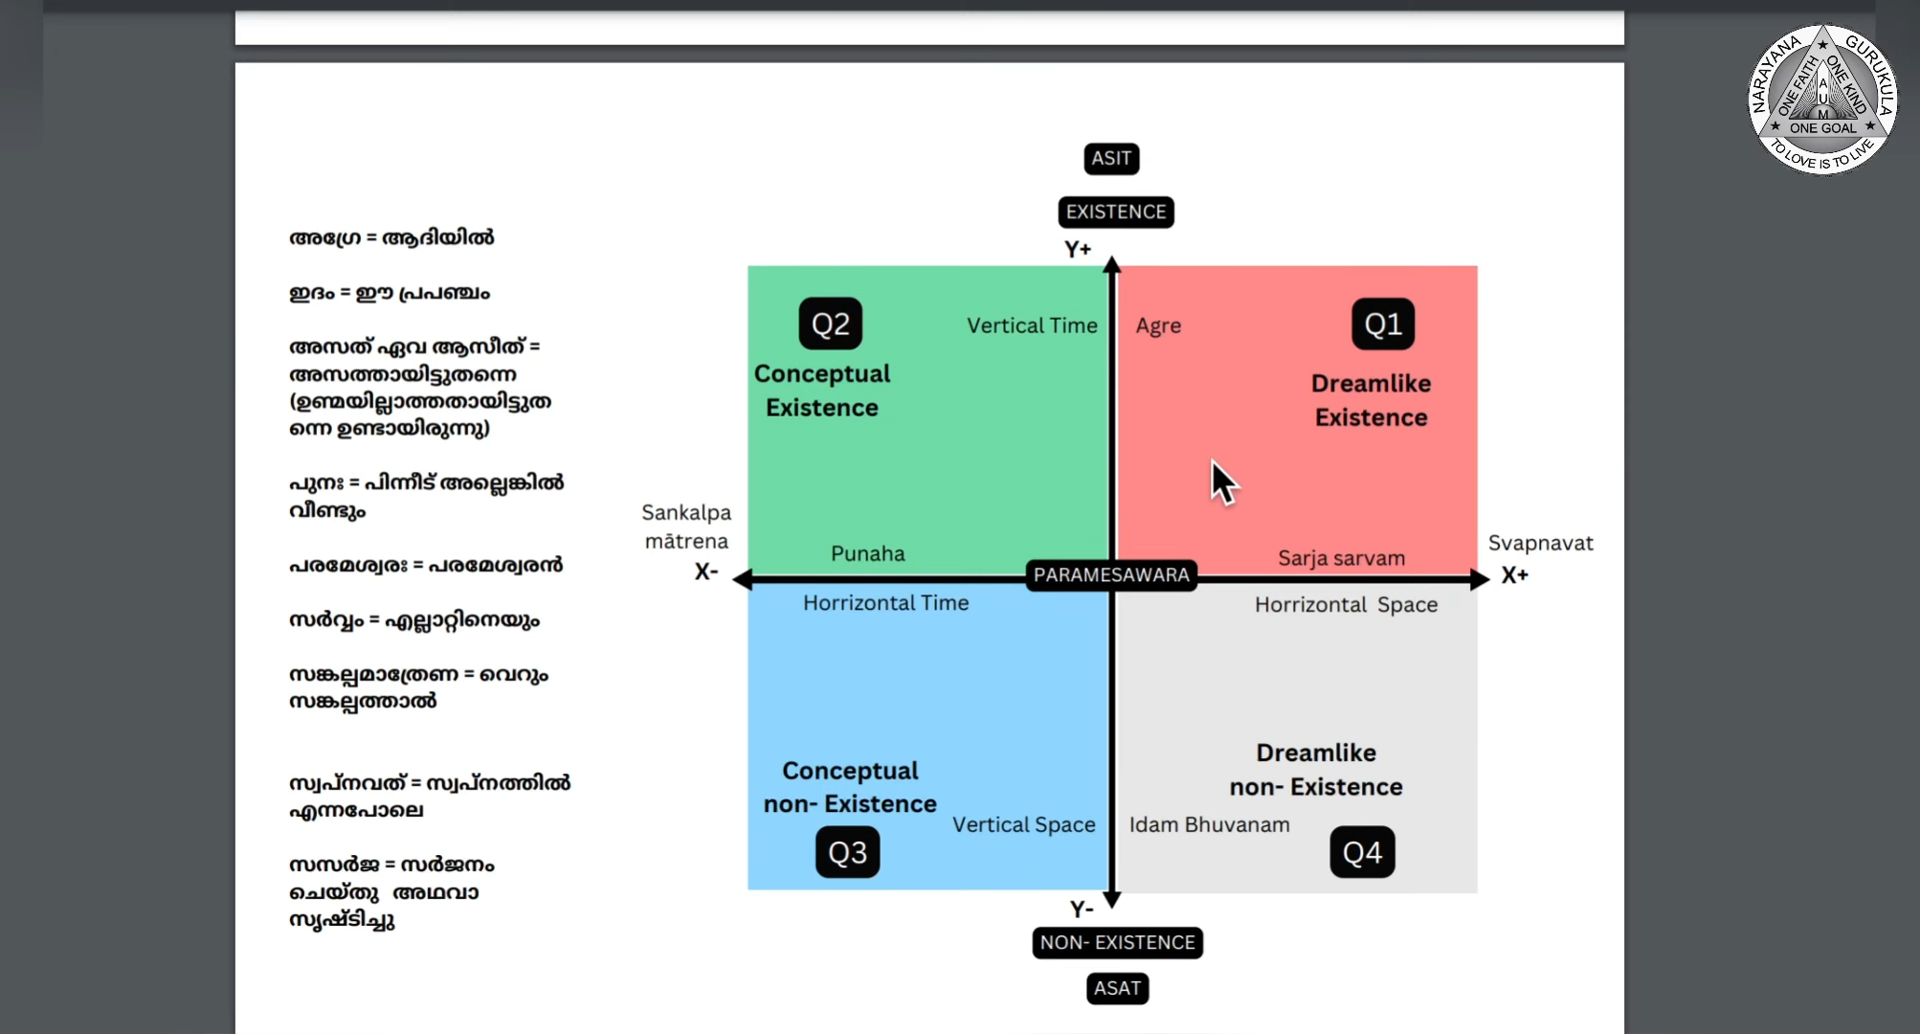 അഗ്രേ = ആദിയിൽ
ഇദം = ഈ പ്രപഞ്ചം
അസത് ഏവ ആസീത് =
അസത്തായിട്ടുതന്നെ
(ഉണ്മയില്ലാത്തതായിട്ടുത
ന്നെ ഉണ്ടായിരുന്നു)
പുനഃ = പിന്നീട് അല്ലെങ്കിൽ
വീണ്ടും
പരമേശ്വരഃ = പരമേശ്വരൻ
സർവ്വം = എല്ലാറ്റിനെയും
സങ്കല്പമാത്രേണ = വെറും
സങ്കല്പത്താൽ
സ്വപ്നവത് = സ്വപ്നത്തിൽ
എന്നപോലെ
സസർജ = സർജനം
ചെയ്തു അഥവാ
സൃഷ്ടിച്ചു
ASIT
EXISTENCE
Y+
Q2
Vertical Time
Agre
Q1
Conceptual
Existence
Dreamlike
Existence
Sankalpa
mātrena
X-
Punaha
PARAMESAWARA
Sarja sarvam
Svapnavat
X+
Horrizontal Time
Horrizontal Space
Conceptual
non- Existence
Dreamlike
non- Existence
Vertical Space
Idam Bhuvanam
Q3
Q4
Y-
NON- EXISTENCE
ASAT
NARAYANA GURUKULA
ONE FAITH
ONE KIND
AUM
ONE GOAL
TO LOVE IS TO LIVE